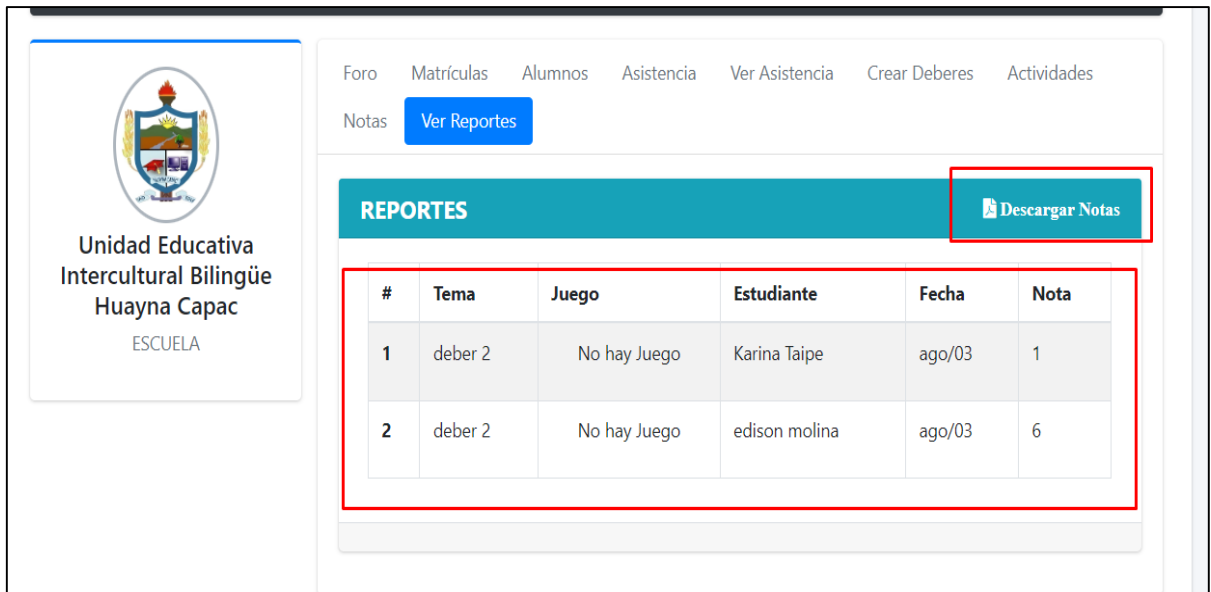 Foro Matrículas Alumnos Asistencia Ver Asistencia Crear Deberes Actividades
Notas Ver Reportes
Unidad Educativa
Intercultural Bilingüe
Huayna Capac
ESCUELA
REPORTES Descargar Notas
# Tema Juego Estudiante Fecha Nota
1 deber 2 No hay Juego Karina Taipe ago/03 1
2 deber 2 No hay Juego edison molina ago/03 6